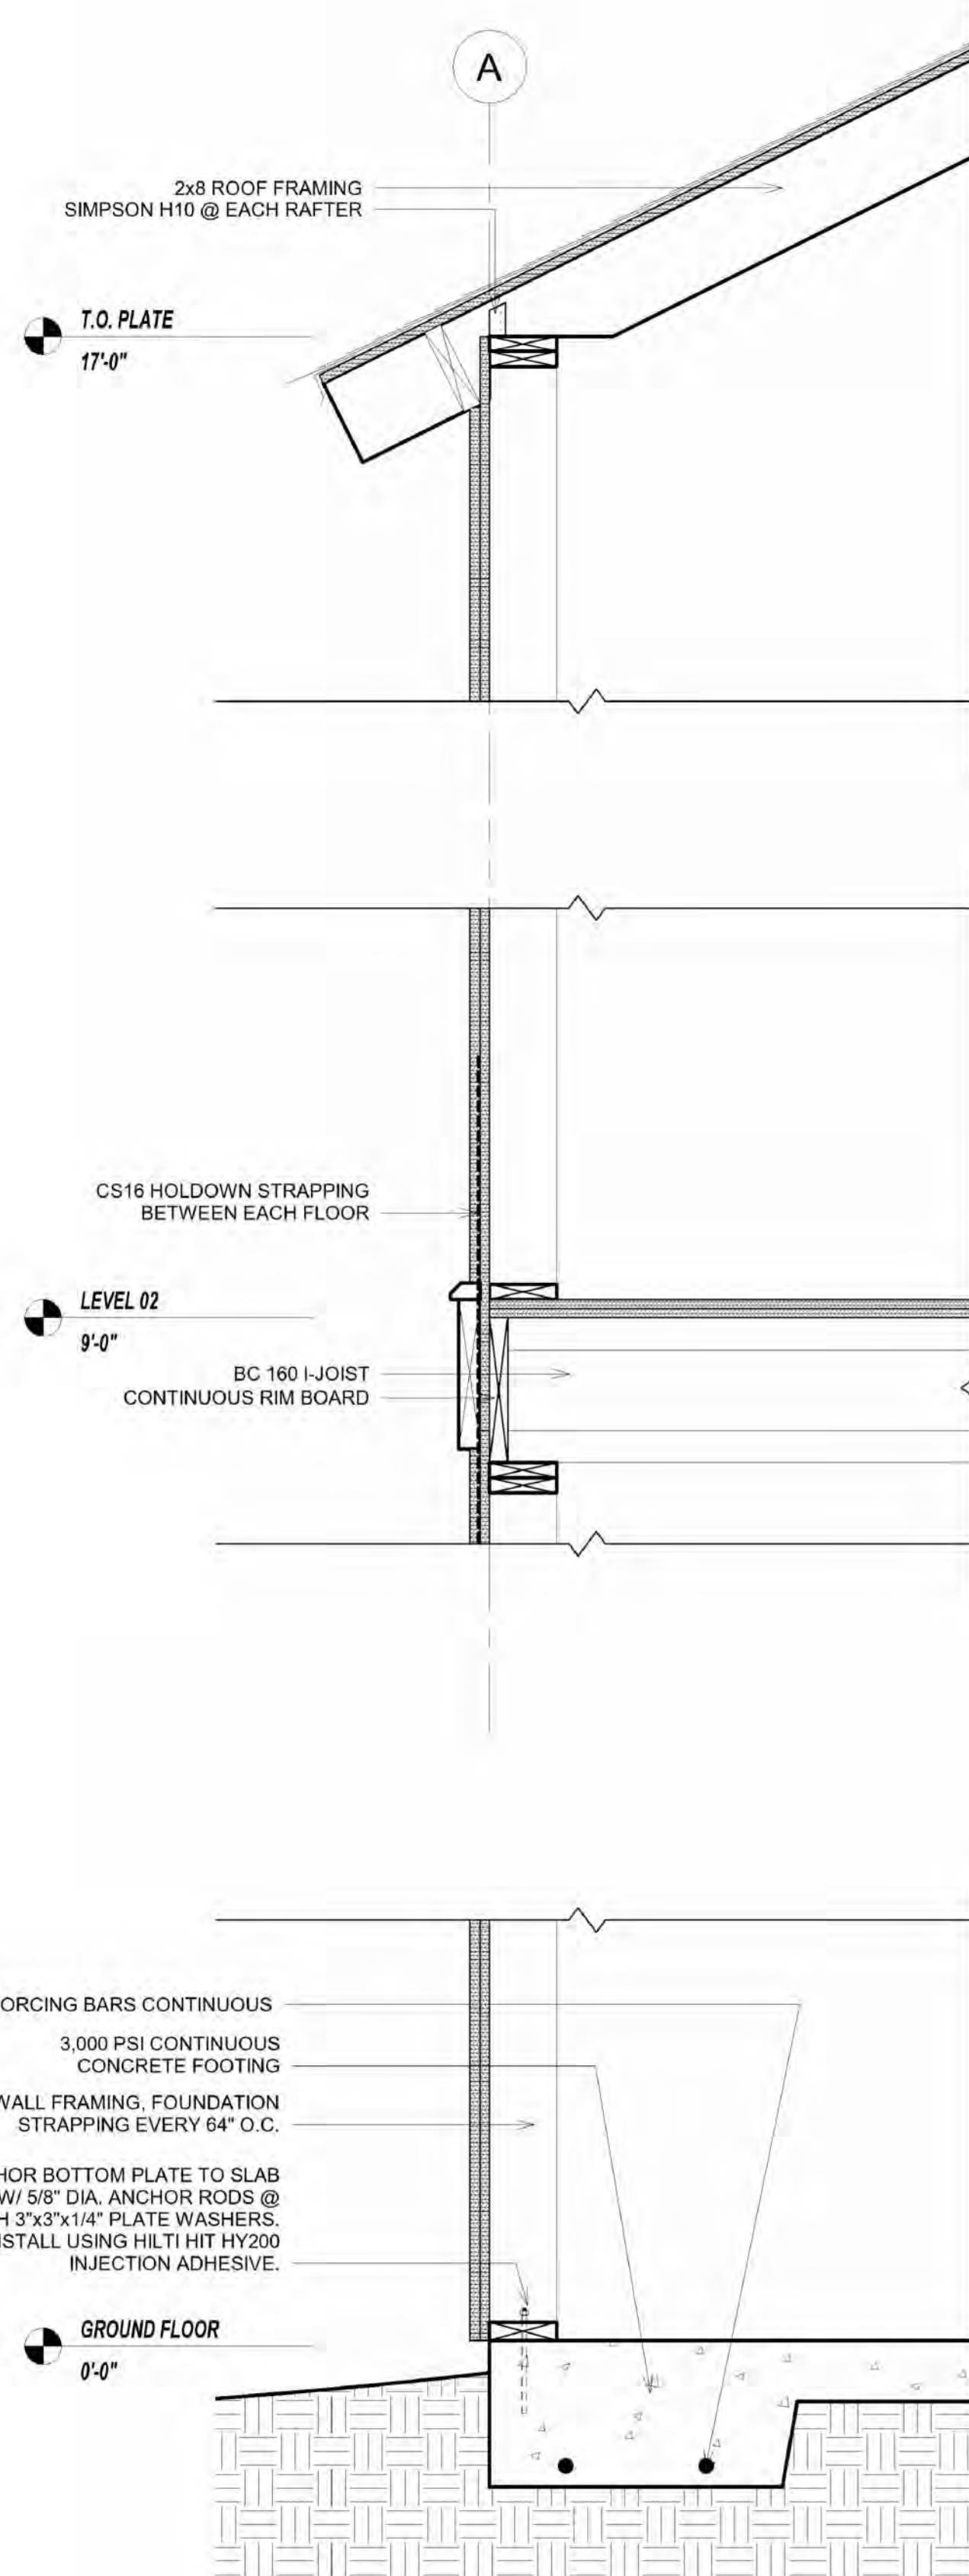 A
2x8 ROOF FRAMING
SIMPSON H10 @ EACH RAFTER
T.O. PLATE
17'-0"
CS16 HOLDOWN STRAPPING
BETWEEN EACH FLOOR
LEVEL 02
9'-0"
BC 160 I-JOIST
CONTINUOUS RIM BOARD
ORCING BARS CONTINUOUS
3,000 PSI CONTINUOUS
CONCRETE FOOTING
WALL FRAMING, FOUNDATION
STRAPPING EVERY 64" O.C.
HOR BOTTOM PLATE TO SLAB
W/ 5/8" DIA. ANCHOR RODS @
H 3"x3"x1/4" PLATE WASHERS.
NSTALL USING HILTI HIT HY200
INJECTION ADHESIVE.
GROUND FLOOR
0'-0"